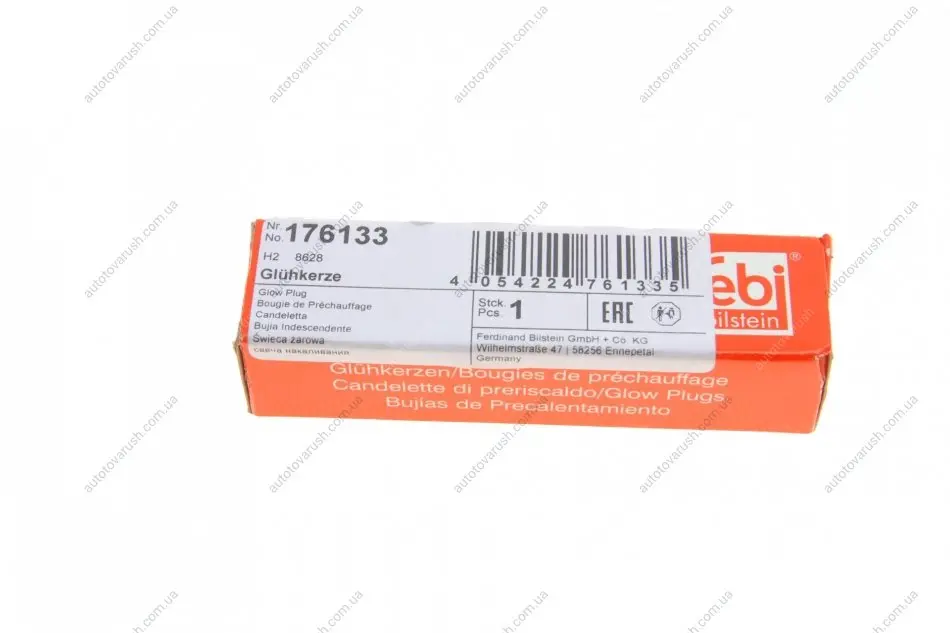 Nr.
No. 176133
H2 8628
Glühkerze
Glow Plug
Bougie de Préchauffage
Candeletta
Bujia Indescendente
Świeca żarowa
свеча накаливания
4 054224 761335
Stck.
Pcs. 1
EAC
Ferdinand Bilstein GmbH + Co. KG
Wilhelmstraße 47 | 58256 Ennepetal
Germany
ebi®
bilstein
Glühkerzen/Bougies de préchauffage
Candelette di preriscaldo/Glow Plugs
Bujías de Precalentamiento
autotovarush.com.ua